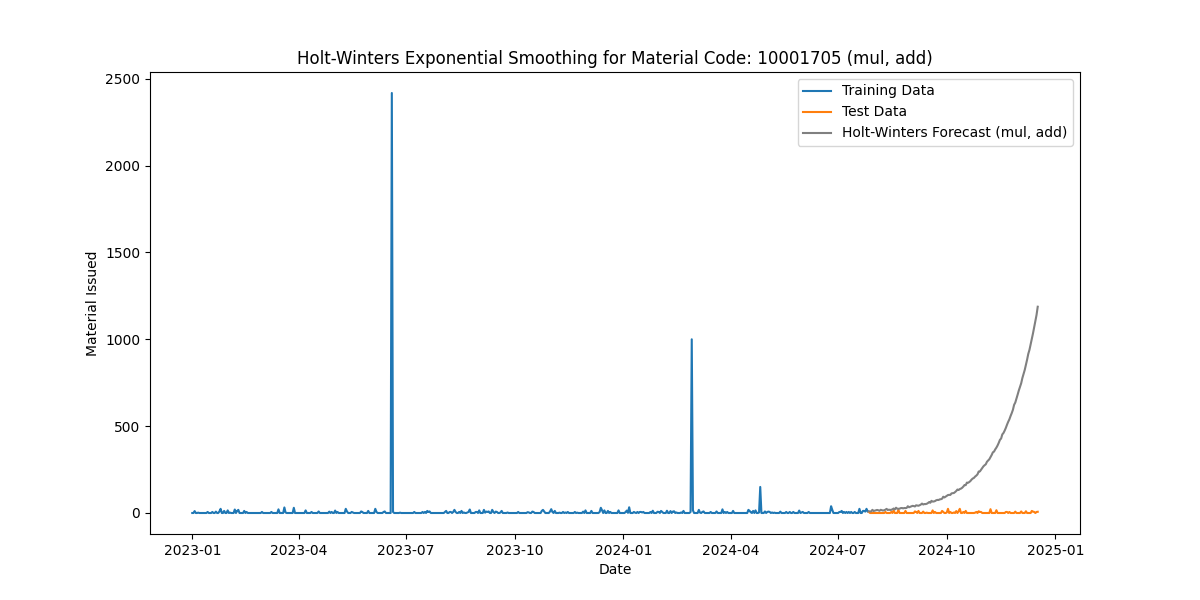 Holt-Winters Exponential Smoothing for Material Code: 10001705 (mul, add)
Training Data
Test Data
Holt-Winters Forecast (mul, add)
Material Issued
2500
2000
1500
1000
500
0
2023-01
2023-04
2023-07
2023-10
2024-01
2024-04
2024-07
2024-10
2025-01
Date